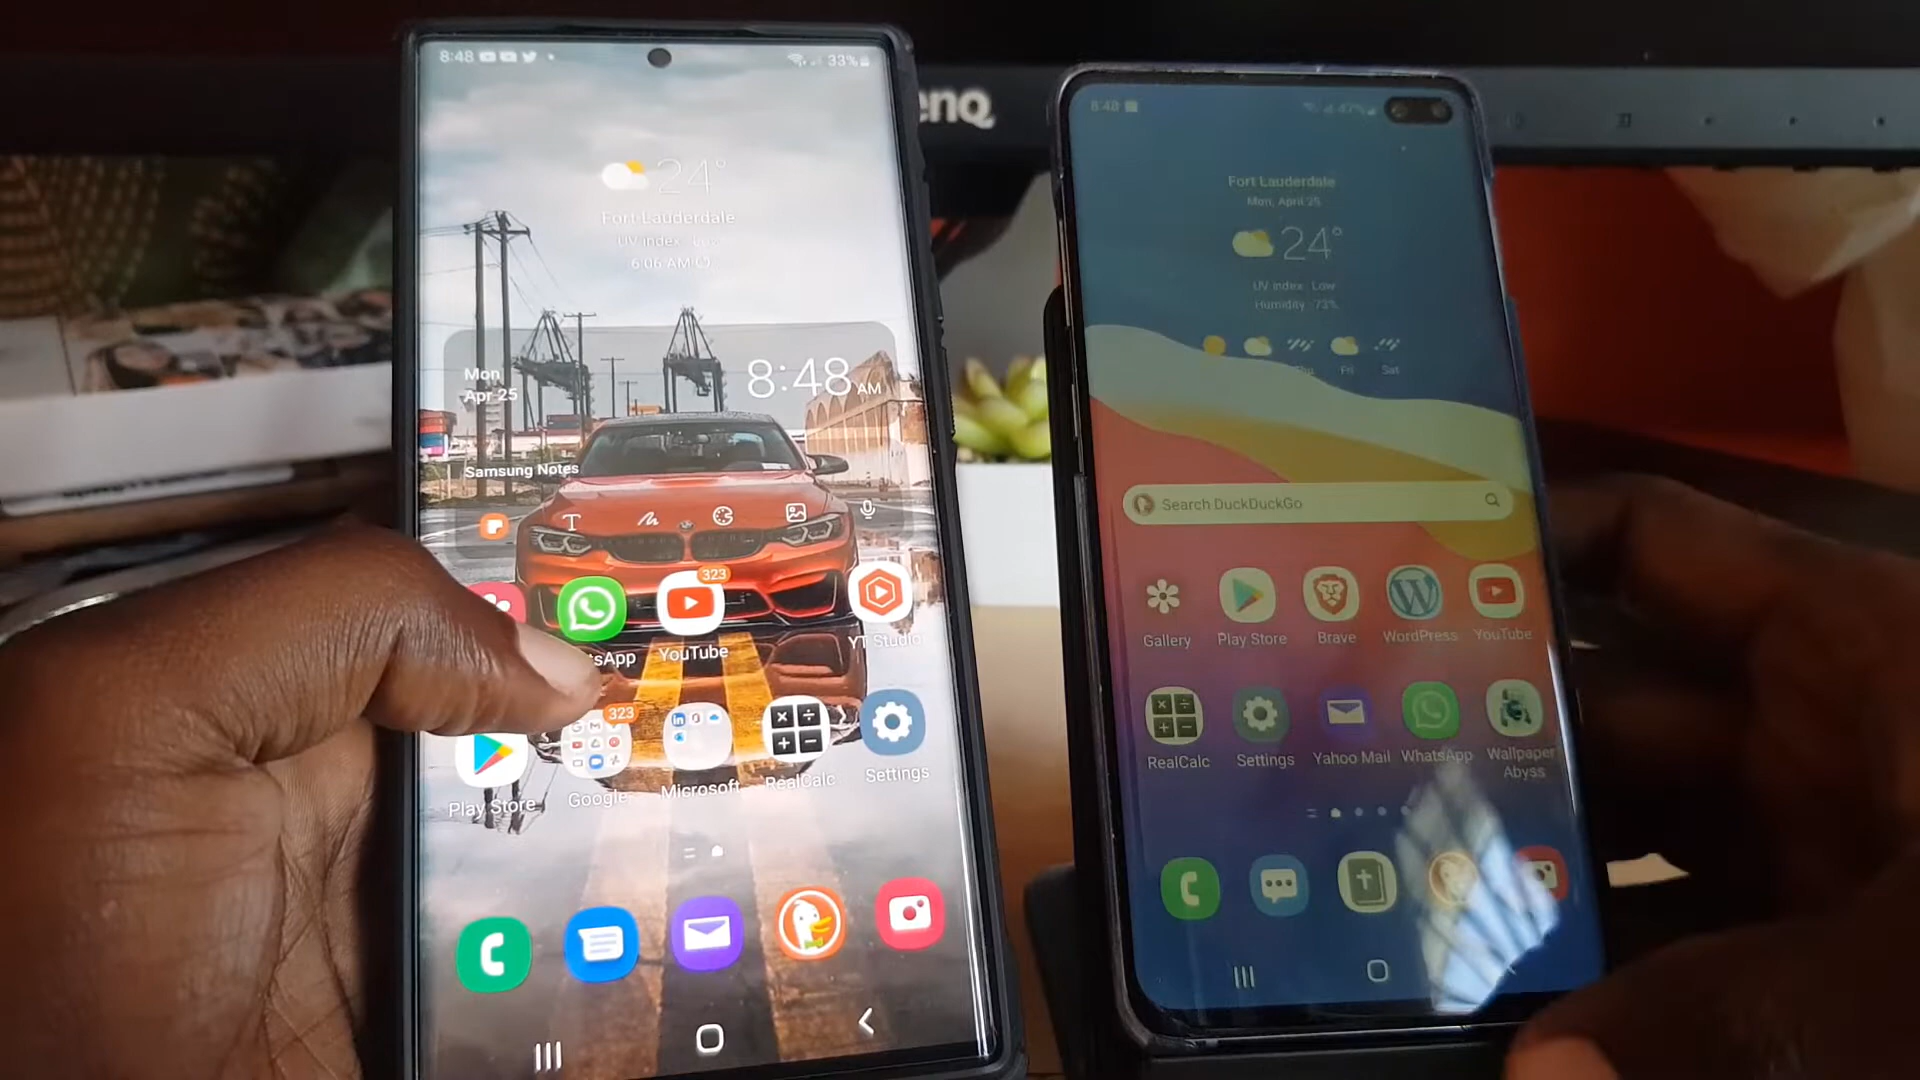 8:48
33%
24°
Fort Lauderdale
UV index · Low
6:06 AM
Mon
Apr 25
8:48 AM
Samsung Notes
T
323
tsApp
YouTube
YT Studio
323
Play Store
Google
Microsoft
RealCalc
Settings
enQ
8:48
47%
Fort Lauderdale
Mon, April 25
24°
UV index · Low
Humidity · 73%
Thu
Fri
Sat
Search DuckDuckGo
Gallery
Play Store
Brave
WordPress
YouTube
RealCalc
Settings
Yahoo Mail
WhatsApp
Wallpaper
Abyss